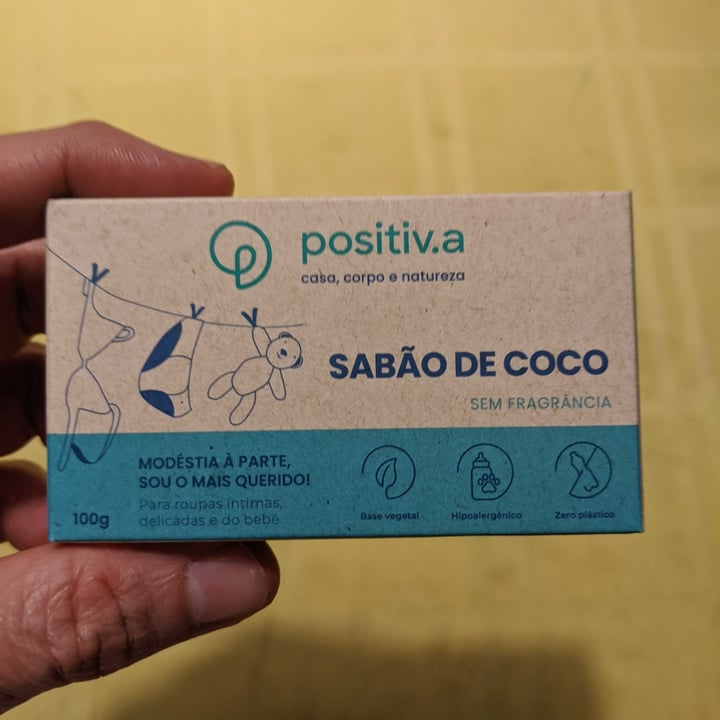 positiv.a
casa, corpo e natureza
SABÃO DE COCO
SEM FRAGRÂNCIA
MODÉSTIA À PARTE,
SOU O MAIS QUERIDO!
Para roupas íntimas,
delicadas e do bebê
100g
Base vegetal
Hipoalergênico
Zero plástico